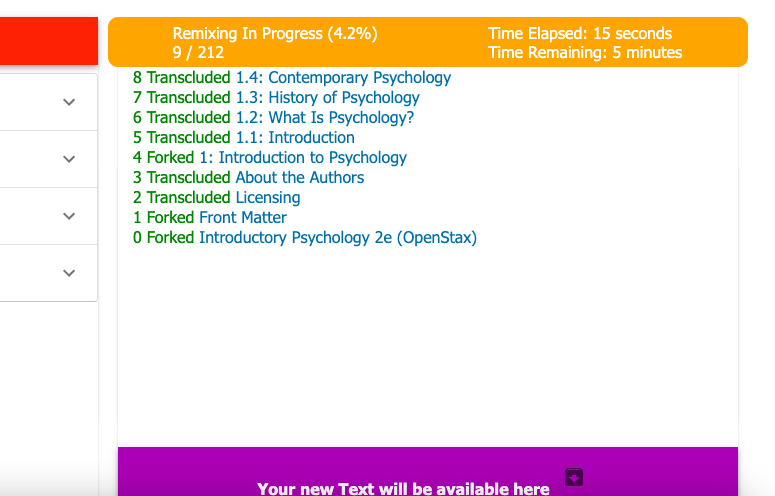 Remixing In Progress (4.2%)
9 / 212
Time Elapsed: 15 seconds
Time Remaining: 5 minutes
8 Transcluded 1.4: Contemporary Psychology
7 Transcluded 1.3: History of Psychology
6 Transcluded 1.2: What Is Psychology?
5 Transcluded 1.1: Introduction
4 Forked 1: Introduction to Psychology
3 Transcluded About the Authors
2 Transcluded Licensing
1 Forked Front Matter
0 Forked Introductory Psychology 2e (OpenStax)
Your new Text will be available here